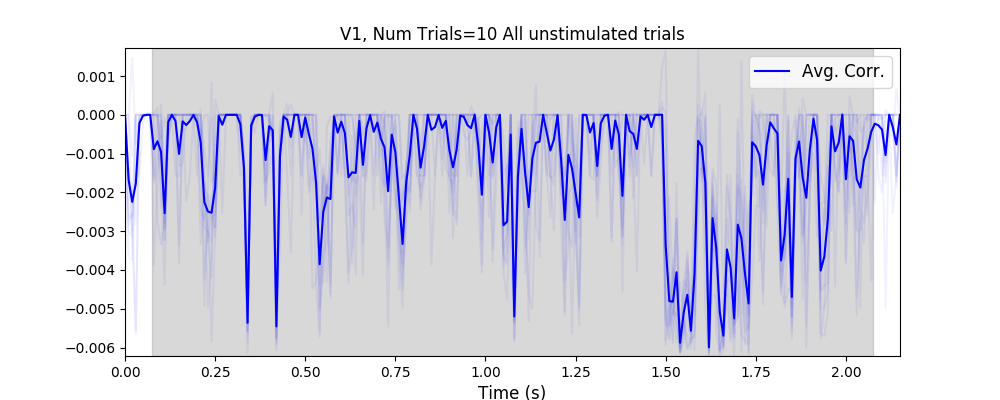 V1, Num Trials=10 All unstimulated trials
Avg. Corr.
0.001
0.000
−0.001
−0.002
−0.003
−0.004
−0.005
−0.006
0.00 0.25 0.50 0.75 1.00 1.25 1.50 1.75 2.00
Time (s)